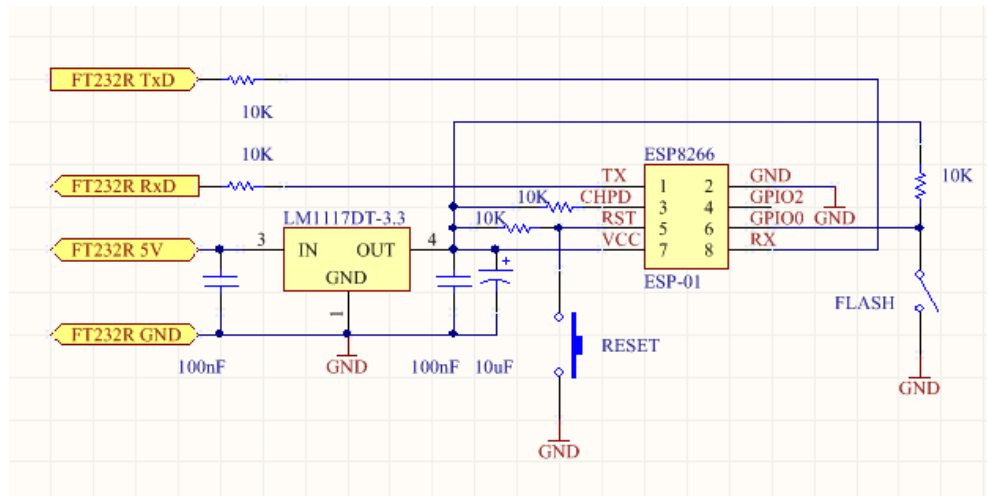 FT232R TxD
10K
10K
FT232R RxD
ESP8266
TX
1
2
GND
10K
CHPD
3
4
GPIO2
10K
RST
5
6
GPIO0
GND
VCC
7
8
RX
ESP-01
10K
LM1117DT-3.3
FT232R 5V
3
IN
OUT
4
GND
1
FT232R GND
100nF
GND
100nF
10uF
RESET
GND
FLASH
GND